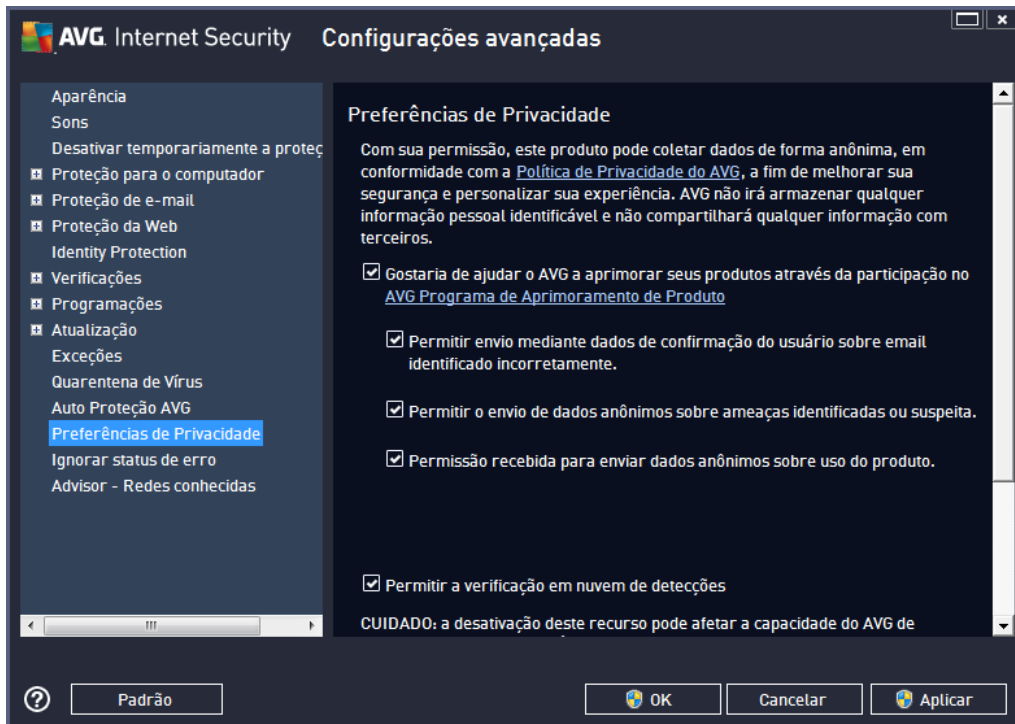 AVG. Internet Security
Configurações avançadas
Aparência
Sons
Desativar temporariamente a proteç
Proteção para o computador
Proteção de e-mail
Proteção da Web
Identity Protection
Verificações
Programações
Atualização
Exceções
Quarentena de Vírus
Auto Proteção AVG
Preferências de Privacidade
Ignorar status de erro
Advisor - Redes conhecidas
Preferências de Privacidade
Com sua permissão, este produto pode coletar dados de forma anônima, em
conformidade com a Política de Privacidade do AVG, a fim de melhorar sua
segurança e personalizar sua experiência. AVG não irá armazenar qualquer
informação pessoal identificável e não compartilhará qualquer informação com
terceiros.
Gostaria de ajudar o AVG a aprimorar seus produtos através da participação no
AVG Programa de Aprimoramento de Produto
Permitir envio mediante dados de confirmação do usuário sobre email
identificado incorretamente.
Permitir o envio de dados anônimos sobre ameaças identificadas ou suspeita.
Permissão recebida para enviar dados anônimos sobre uso do produto.
Permitir a verificação em nuvem de detecções
CUIDADO: a desativação deste recurso pode afetar a capacidade do AVG de
Padrão
OK
Cancelar
Aplicar